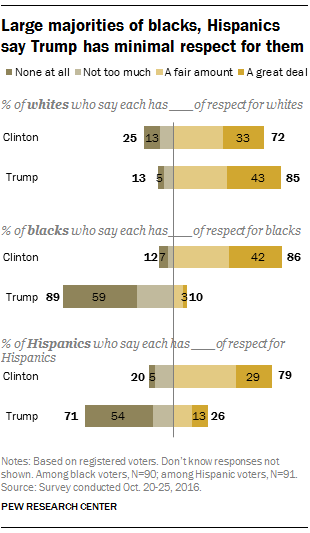 Large majorities of blacks, Hispanics
say Trump has minimal respect for them
None at all Not too much A fair amount A great deal
% of whites who say each has ___ of respect for whites
Clinton 25 13 33 72
Trump 13 5 43 85
% of blacks who say each has ___ of respect for blacks
Clinton 12 7 42 86
Trump 89 59 3 10
% of Hispanics who say each has ___ of respect for
Hispanics
Clinton 20 5 29 79
Trump 71 54 13 26
Notes: Based on registered voters. Don't know responses not
shown. Among black voters, N=90; among Hispanic voters, N=91.
Source: Survey conducted Oct. 20-25, 2016.
PEW RESEARCH CENTER